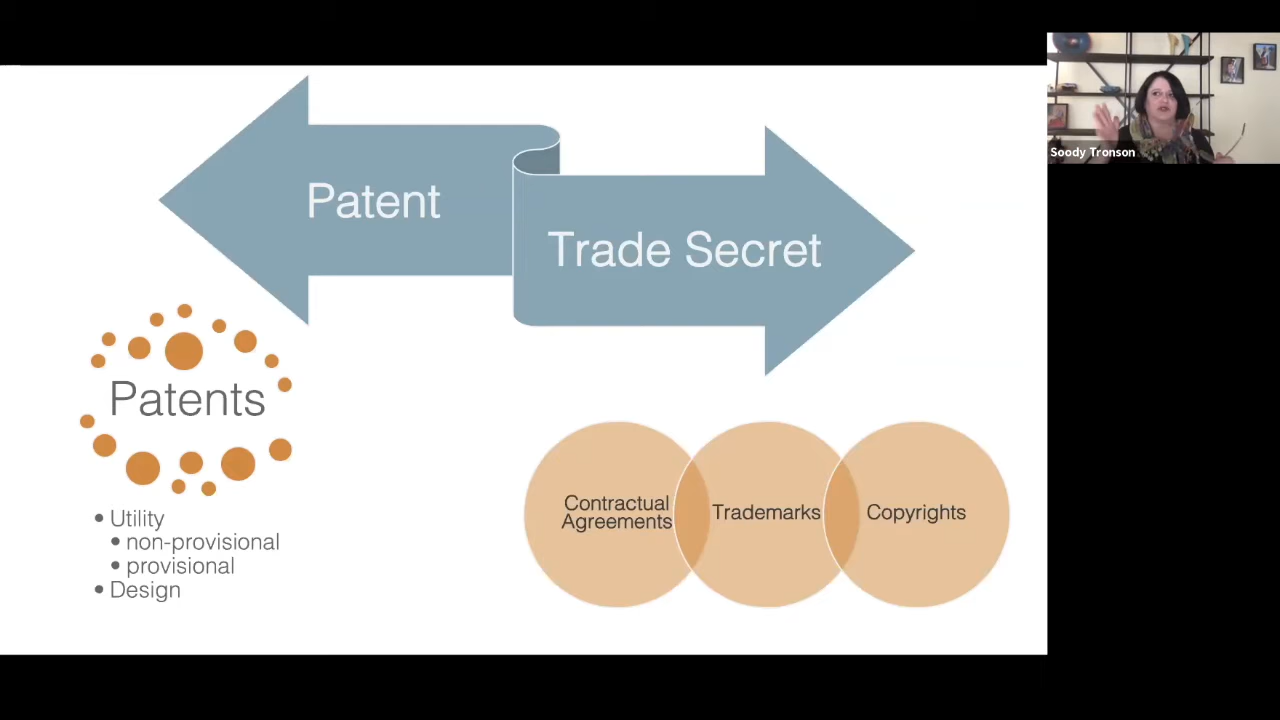 Patent
Trade Secret
Patents
• Utility
• non-provisional
• provisional
• Design
Contractual
Agreements
Trademarks
Copyrights
Soody Tronson